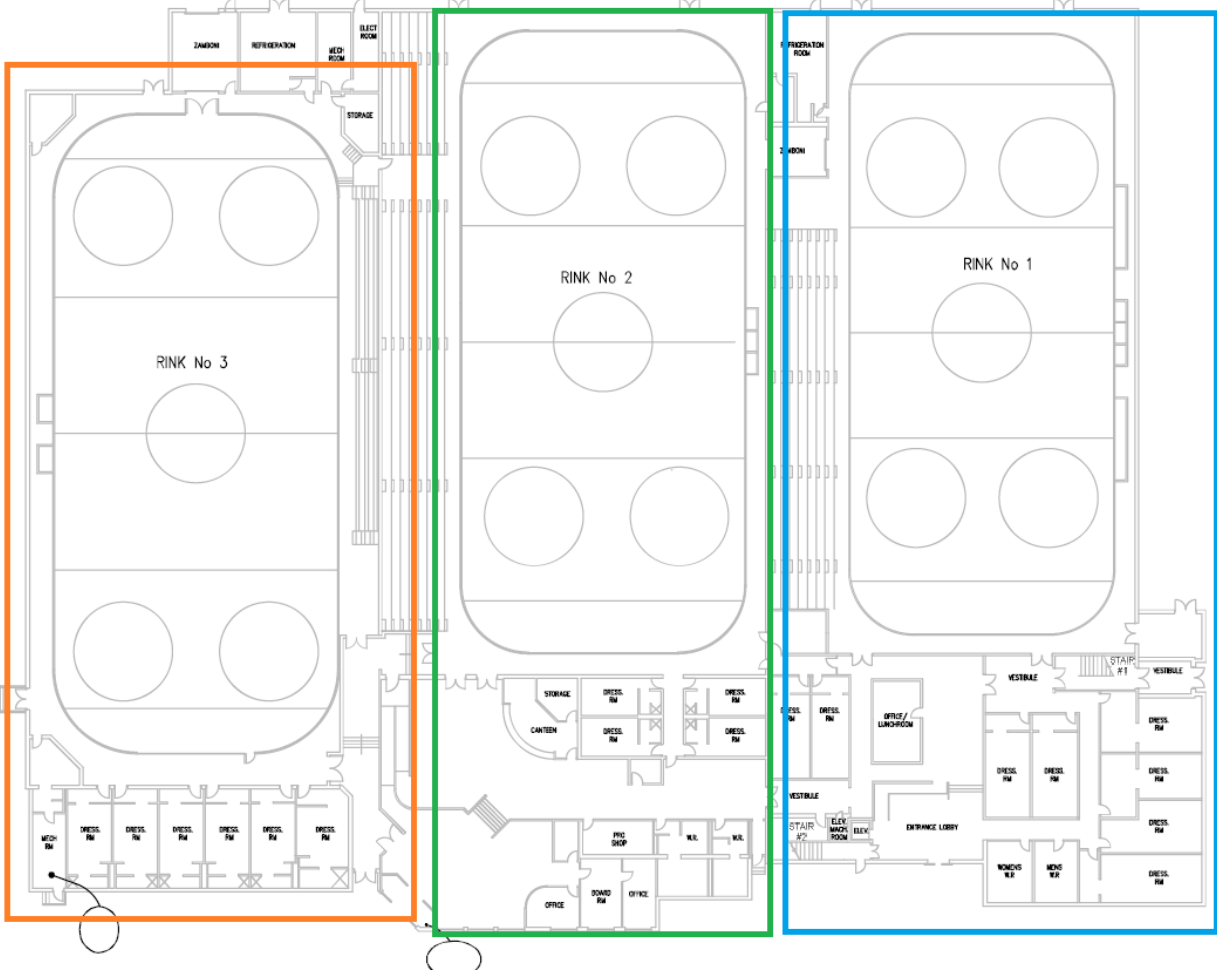 ZAMBONI
REFRIGERATION
MECH
ROOM
ELECT
ROOM
STORAGE
RINK No 3
MECH
RM
DRESS.
RM
DRESS.
RM
DRESS.
RM
DRESS.
RM
DRESS.
RM
DRESS.
RM
RINK No 2
STORAGE
CANTEEN
DRESS.
RM
DRESS.
RM
DRESS.
RM
DRESS.
RM
PRO
SHOP
W.R.
W.R.
OFFICE
BOARD
RM
OFFICE
REFRIGERATION
ROOM
ZAMBONI
RINK No 1
DRESS.
RM
DRESS.
RM
OFFICE/
LUNCHROOM
VESTIBULE
STAIR
#1
VESTIBULE
DRESS.
RM
DRESS.
RM
DRESS.
RM
DRESS.
RM
DRESS.
RM
DRESS.
RM
VESTIBULE
STAIR
#2
ELEV.
MACH.
ROOM
ELEV.
ENTRANCE LOBBY
WOMENS
W.R
MENS
W.R